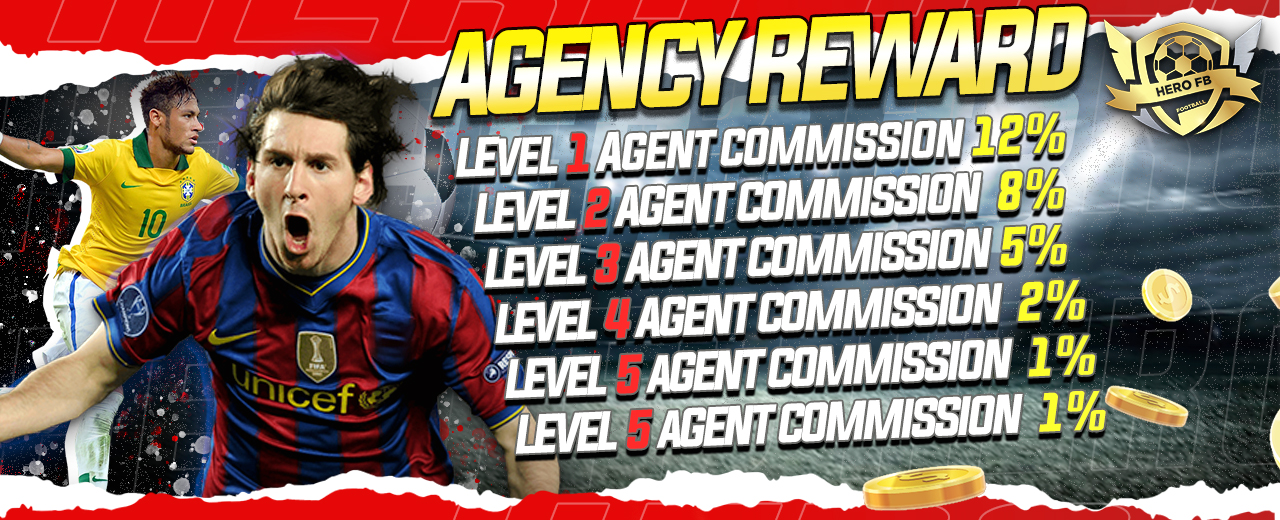 AGENCY REWARD
HERO FB
FOOTBALL
LEVEL 1 AGENT COMMISSION 12%
LEVEL 2 AGENT COMMISSION 8%
LEVEL 3 AGENT COMMISSION 5%
LEVEL 4 AGENT COMMISSION 2%
LEVEL 5 AGENT COMMISSION 1%
LEVEL 5 AGENT COMMISSION 1%
10
FIFA
unicef